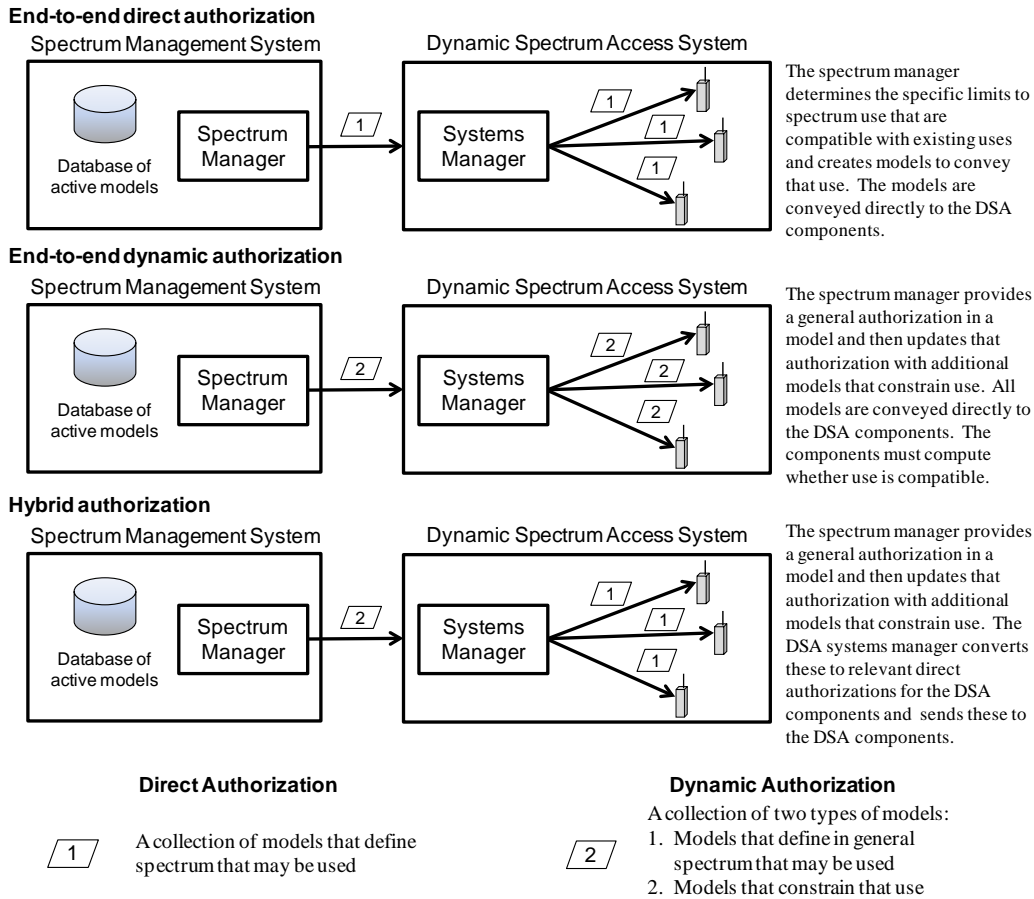 End-to-end direct authorization
Spectrum Management System
Database of
active models
Spectrum
Manager
1
Dynamic Spectrum Access System
Systems
Manager
1
1
1
The spectrum manager
determines the specific limits to
spectrum use that are
compatible with existing uses
and creates models to convey
that use. The models are
conveyed directly to the DSA
components.
End-to-end dynamic authorization
Spectrum Management System
Database of
active models
Spectrum
Manager
2
Dynamic Spectrum Access System
Systems
Manager
2
2
2
The spectrum manager provides
a general authorization in a
model and then updates that
authorization with additional
models that constrain use. All
models are conveyed directly to
the DSA components. The
components must compute
whether use is compatible.
Hybrid authorization
Spectrum Management System
Database of
active models
Spectrum
Manager
2
Dynamic Spectrum Access System
Systems
Manager
1
1
1
The spectrum manager provides
a general authorization in a
model and then updates that
authorization with additional
models that constrain use. The
DSA systems manager converts
these to relevant direct
authorizations for the DSA
components and sends these to
the DSA components.
Direct Authorization
1
A collection of models that define
spectrum that may be used
Dynamic Authorization
2
A collection of two types of models:
1. Models that define in general
spectrum that may be used
2. Models that constrain that use